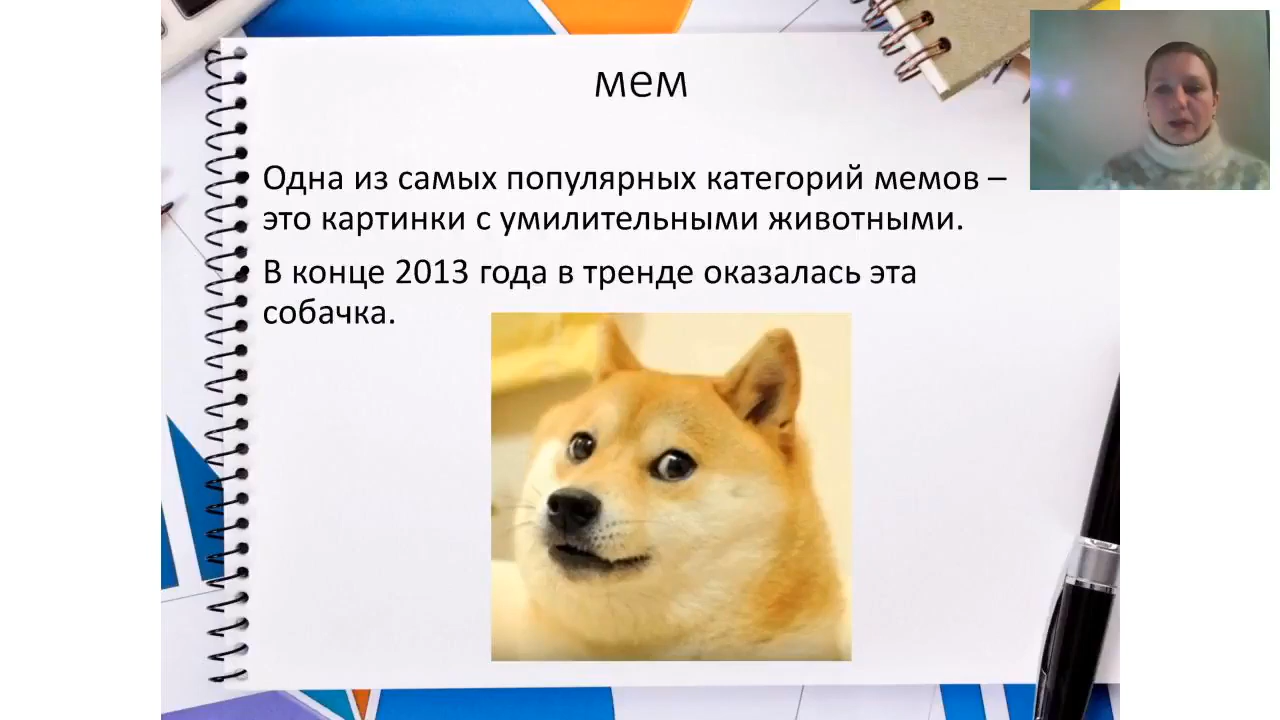 мем
Одна из самых популярных категорий мемов –
это картинки с умилительными животными.
В конце 2013 года в тренде оказалась эта
собачка.